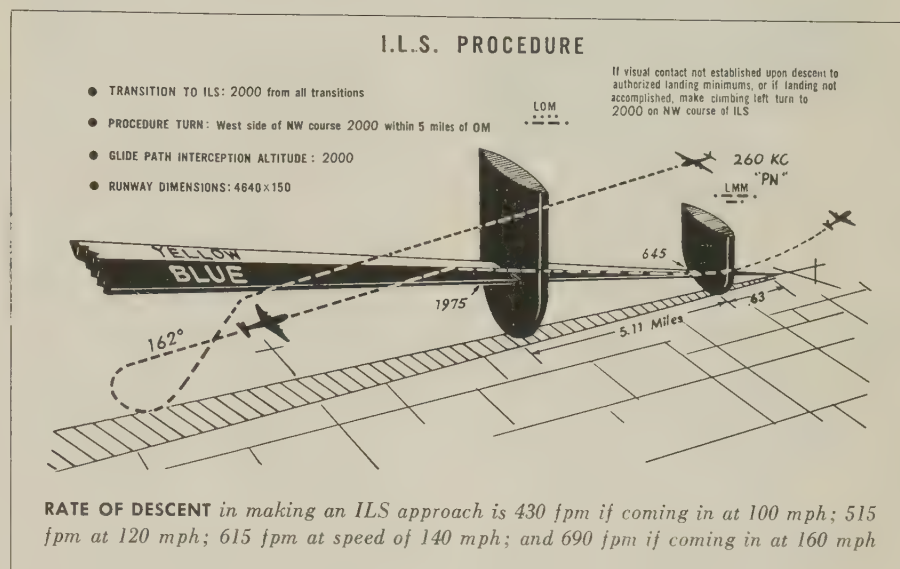 I.L.S. PROCEDURE
● TRANSITION TO ILS: 2000 from all transitions
● PROCEDURE TURN: West side of NW course 2000 within 5 miles of OM
● GLIDE PATH INTERCEPTION ALTITUDE : 2000
● RUNWAY DIMENSIONS: 4640×150
If visual contact not established upon descent to
authorized landing minimums, or if landing not
accomplished, make climbing left turn to
2000 on NW course of ILS
LOM
260 KC
"PN"
LMM
YELLOW
BLUE
645
1975
.63
5.11 Miles
162°
RATE OF DESCENT in making an ILS approach is 430 fpm if coming in at 100 mph; 515
fpm at 120 mph; 615 fpm at speed of 140 mph; and 690 fpm if coming in at 160 mph